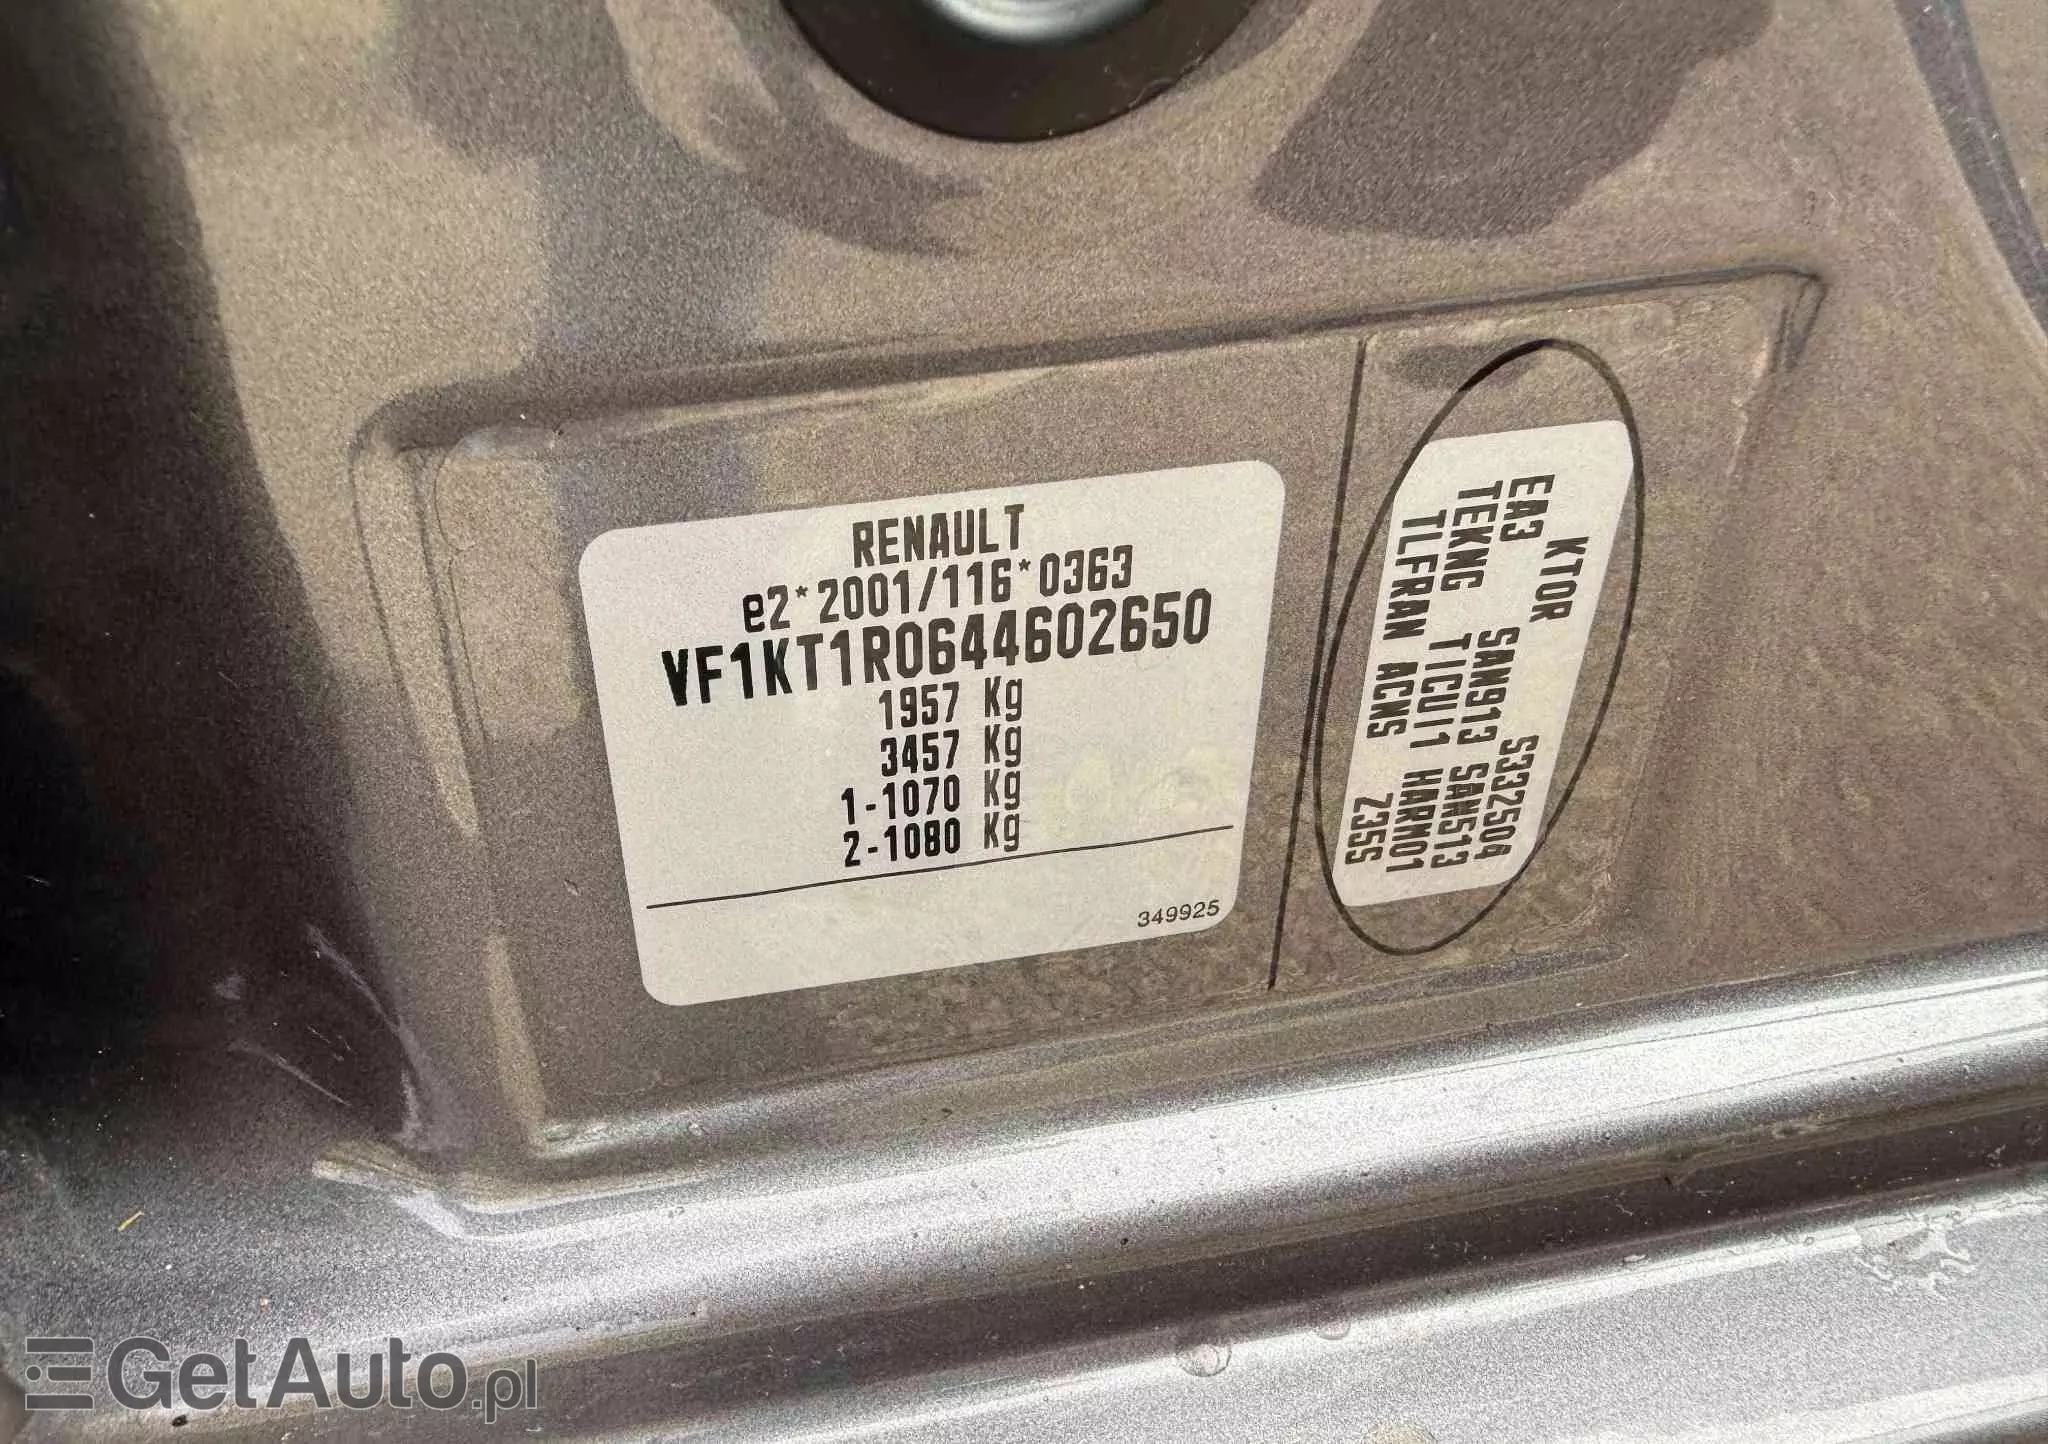 RENAULT
e2*2001/116*0363
VF1KT1R0644602650
1957 Kg
3457 Kg
1-1070 Kg
2-1080 Kg
349925
KTOR
EA3 SAN913 S332504
TEKNG TICUI1 SAN513
TLFRAN ACNS HARM01
Z35S
GetAuto.pl